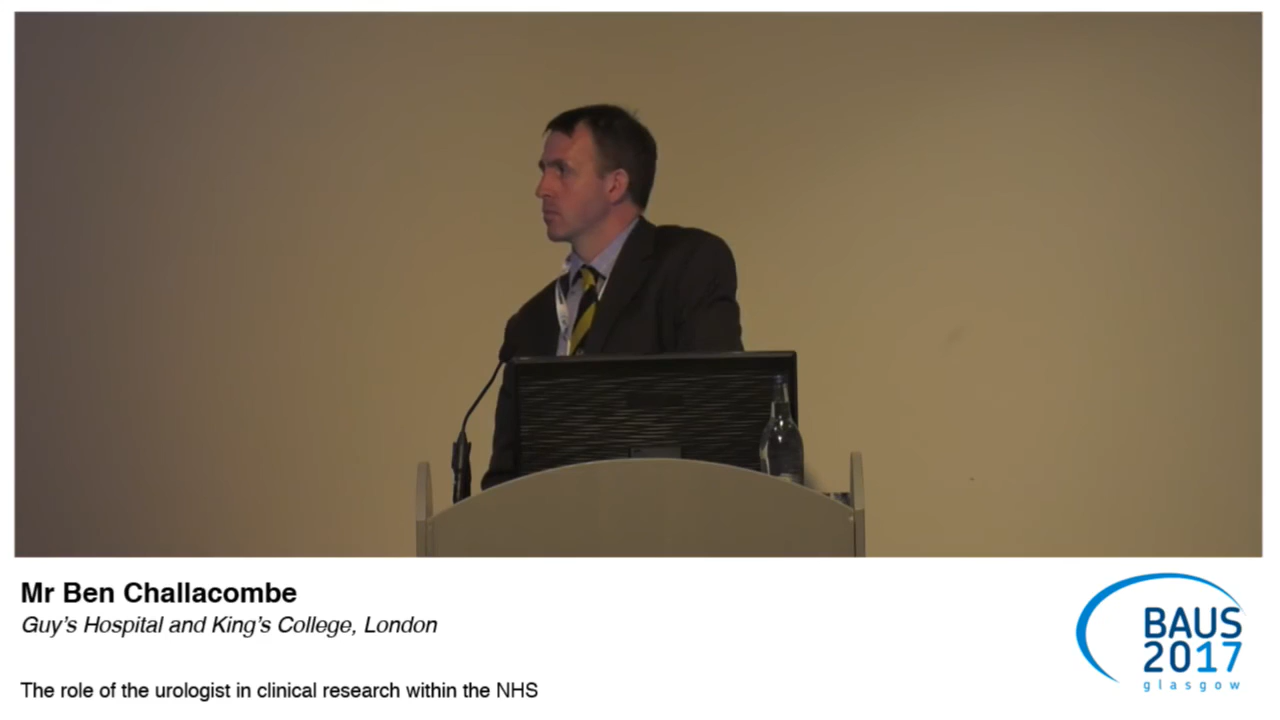 Mr Ben Challacombe
Guy's Hospital and King's College, London
The role of the urologist in clinical research within the NHS
BAUS
2017
glasgow